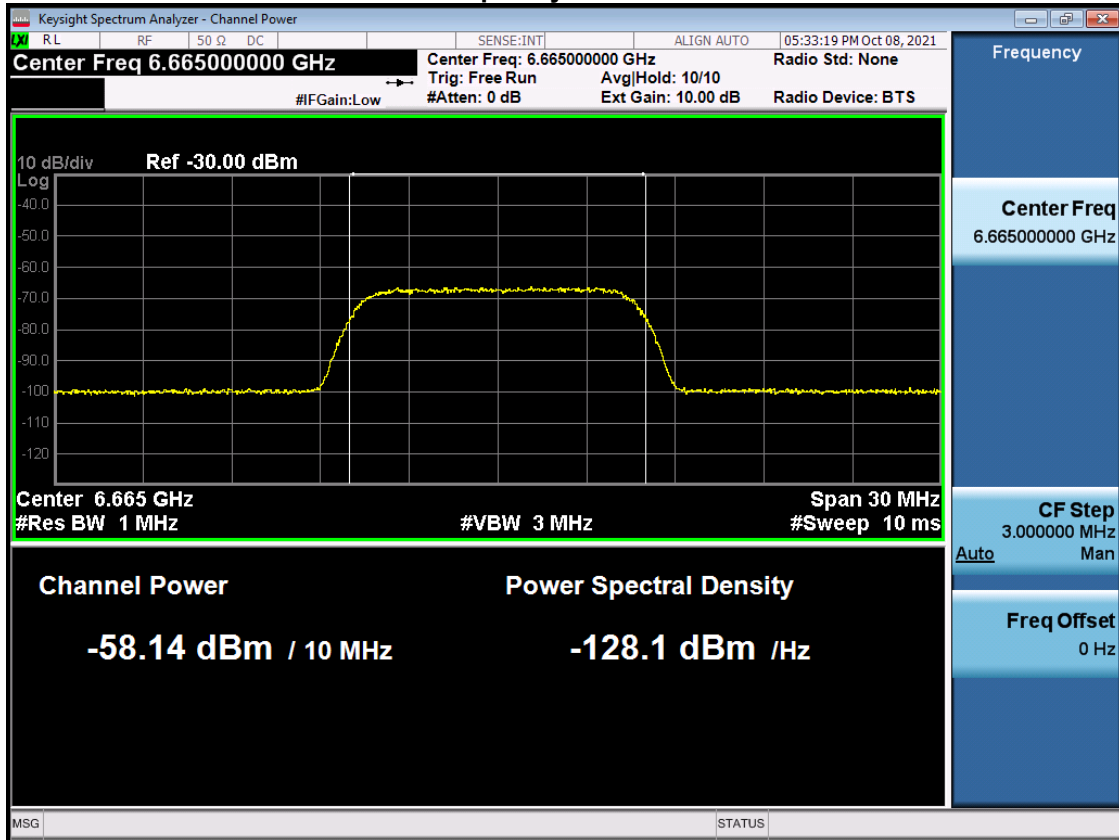 Keysight Spectrum Analyzer - Channel Power
LXI RL RF 50 Ω DC SENSE:INT ALIGN AUTO 05:33:19 PM Oct 08, 2021
Center Freq 6.665000000 GHz
Center Freq: 6.665000000 GHz Radio Std: None
Trig: Free Run Avg|Hold: 10/10
#IFGain:Low #Atten: 0 dB Ext Gain: 10.00 dB Radio Device: BTS
Frequency
10 dB/div Ref -30.00 dBm
Log
-40.0
-50.0
-60.0
-70.0
-80.0
-90.0
-100
-110
-120
Center 6.665 GHz Span 30 MHz
#Res BW 1 MHz #VBW 3 MHz #Sweep 10 ms
Channel Power Power Spectral Density
-58.14 dBm / 10 MHz -128.1 dBm /Hz
Center Freq
6.665000000 GHz
CF Step
3.000000 MHz
Auto Man
Freq Offset
0 Hz
MSG STATUS